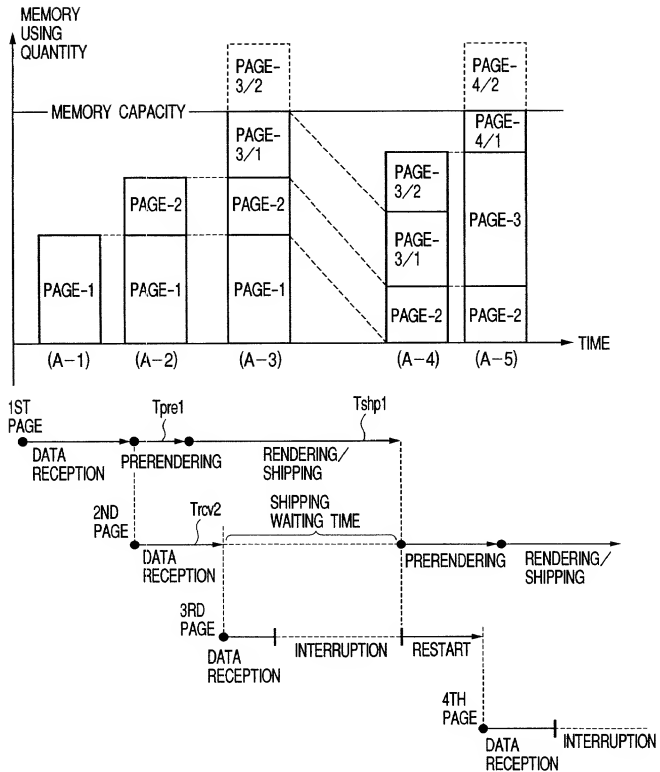 MEMORY
USING
QUANTITY
PAGE-
3/2
PAGE-
4/2
MEMORY CAPACITY
PAGE-
3/1
PAGE-
4/1
PAGE-2
PAGE-2
PAGE-
3/2
PAGE-3
PAGE-1
PAGE-1
PAGE-1
PAGE-
3/1
PAGE-2
PAGE-2
TIME
(A-1)
(A-2)
(A-3)
(A-4)
(A-5)
1ST
PAGE
Tpre1
Tshp1
DATA
RECEPTION
PRERENDERING
RENDERING/
SHIPPING
2ND
PAGE
Trcv2
SHIPPING
WAITING TIME
DATA
RECEPTION
PRERENDERING
RENDERING/
SHIPPING
3RD
PAGE
DATA
RECEPTION
INTERRUPTION
RESTART
4TH
PAGE
DATA
RECEPTION
INTERRUPTION